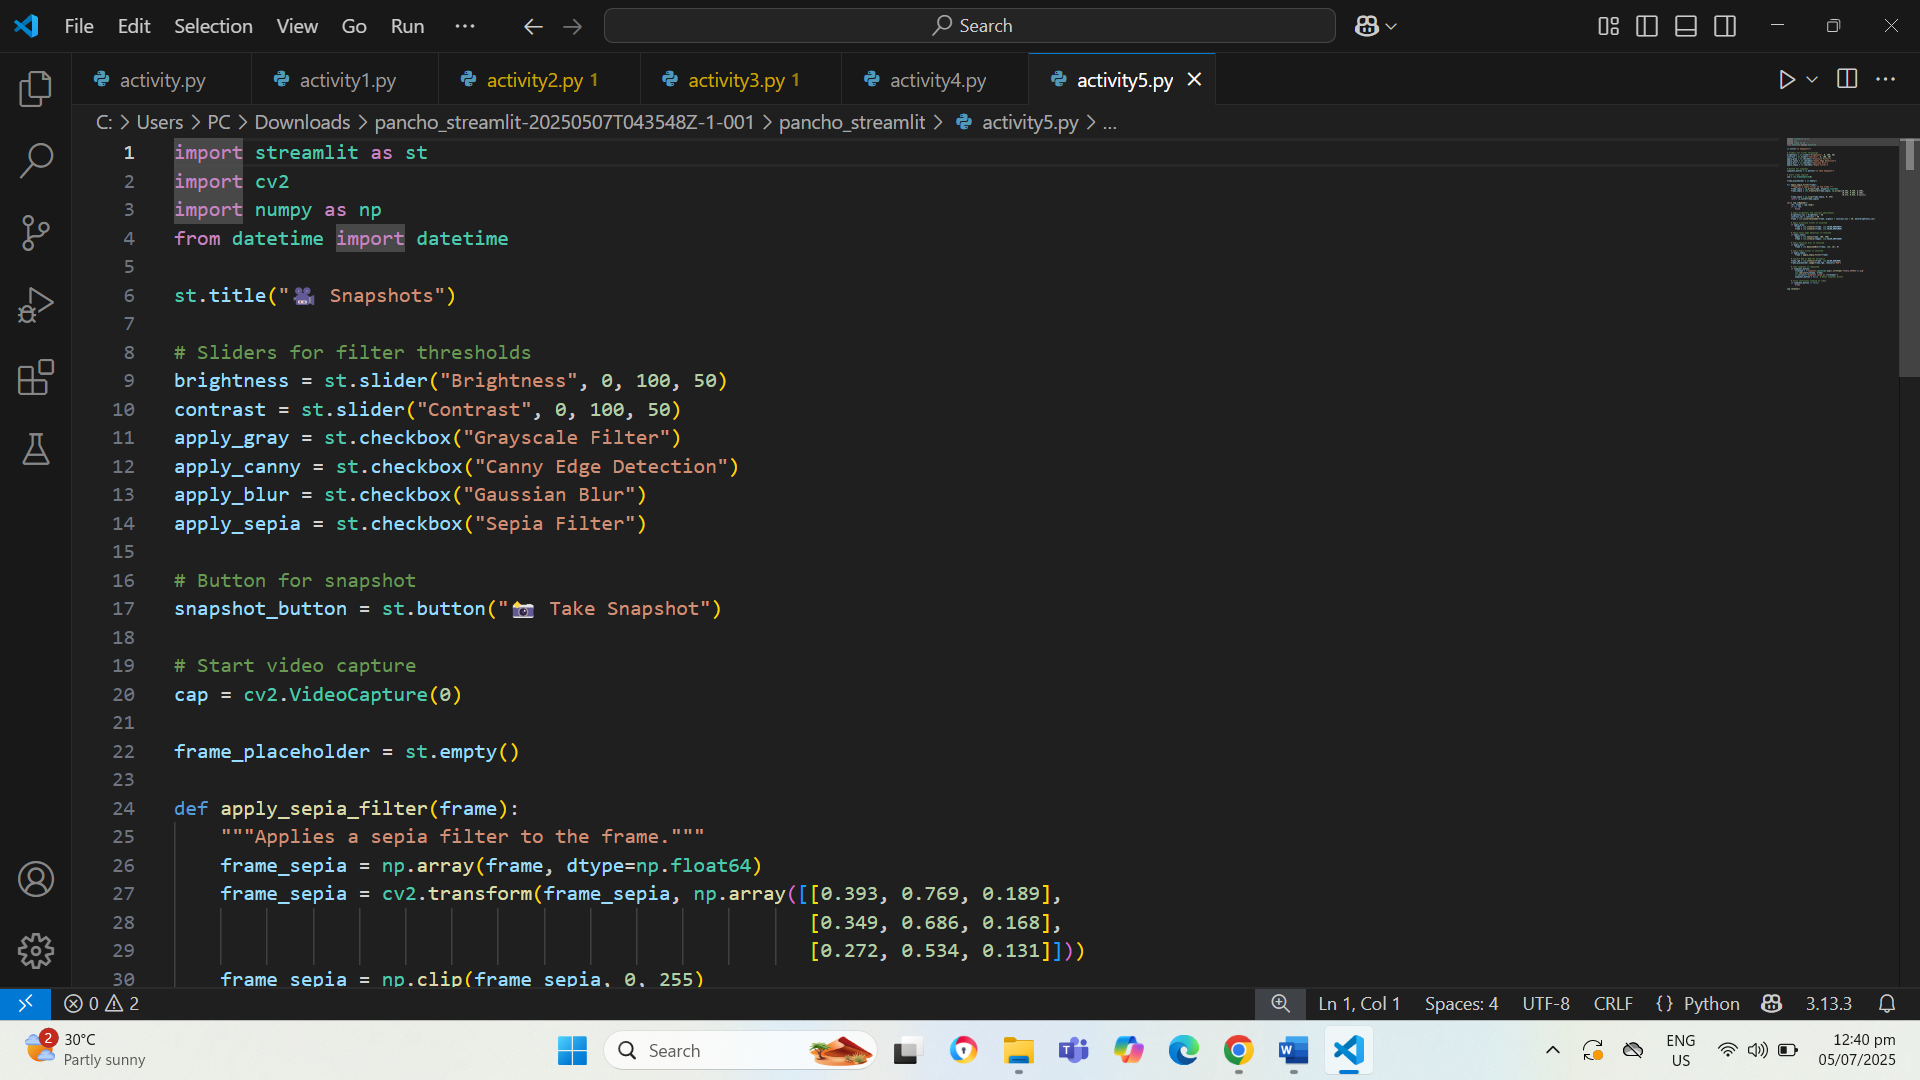 File Edit Selection View Go Run ··· Search
activity.py activity1.py activity2.py 1 activity3.py 1 activity4.py activity5.py
C: > Users > PC > Downloads > pancho_streamlit-20250507T043548Z-1-001 > pancho_streamlit > activity5.py > ...
1 import streamlit as st
2 import cv2
3 import numpy as np
4 from datetime import datetime
5
6 st.title("🎥 Snapshots")
7
8 # Sliders for filter thresholds
9 brightness = st.slider("Brightness", 0, 100, 50)
10 contrast = st.slider("Contrast", 0, 100, 50)
11 apply_gray = st.checkbox("Grayscale Filter")
12 apply_canny = st.checkbox("Canny Edge Detection")
13 apply_blur = st.checkbox("Gaussian Blur")
14 apply_sepia = st.checkbox("Sepia Filter")
15
16 # Button for snapshot
17 snapshot_button = st.button("📸 Take Snapshot")
18
19 # Start video capture
20 cap = cv2.VideoCapture(0)
21
22 frame_placeholder = st.empty()
23
24 def apply_sepia_filter(frame):
25 """Applies a sepia filter to the frame."""
26 frame_sepia = np.array(frame, dtype=np.float64)
27 frame_sepia = cv2.transform(frame_sepia, np.array([[0.393, 0.769, 0.189],
28 [0.349, 0.686, 0.168],
29 [0.272, 0.534, 0.131]]))
30 frame_sepia = np.clip(frame_sepia, 0, 255)
0 2 Ln 1, Col 1 Spaces: 4 UTF-8 CRLF {} Python 3.13.3
2 30°C
Partly sunny
Search
ENG
US
12:40 pm
05/07/2025